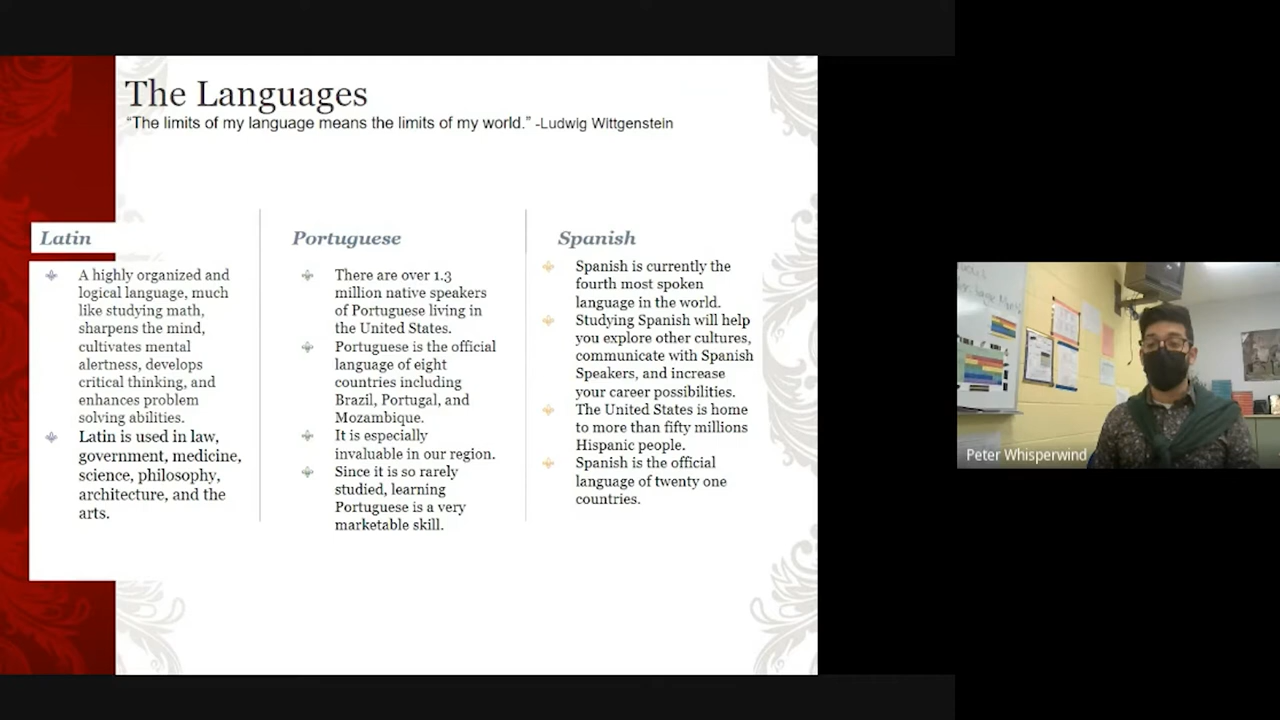 The Languages
“The limits of my language means the limits of my world.” -Ludwig Wittgenstein
Latin
A highly organized and
logical language, much
like studying math,
sharpens the mind,
cultivates mental
alertness, develops
critical thinking, and
enhances problem
solving abilities.
Latin is used in law,
government, medicine,
science, philosophy,
architecture, and the
arts.
Portuguese
There are over 1.3
million native speakers
of Portuguese living in
the United States.
Portuguese is the official
language of eight
countries including
Brazil, Portugal, and
Mozambique.
It is especially
invaluable in our region.
Since it is so rarely
studied, learning
Portuguese is a very
marketable skill.
Spanish
Spanish is currently the
fourth most spoken
language in the world.
Studying Spanish will help
you explore other cultures,
communicate with Spanish
Speakers, and increase
your career possibilities.
The United States is home
to more than fifty millions
Hispanic people.
Spanish is the official
language of twenty one
countries.
Peter Whisperwind